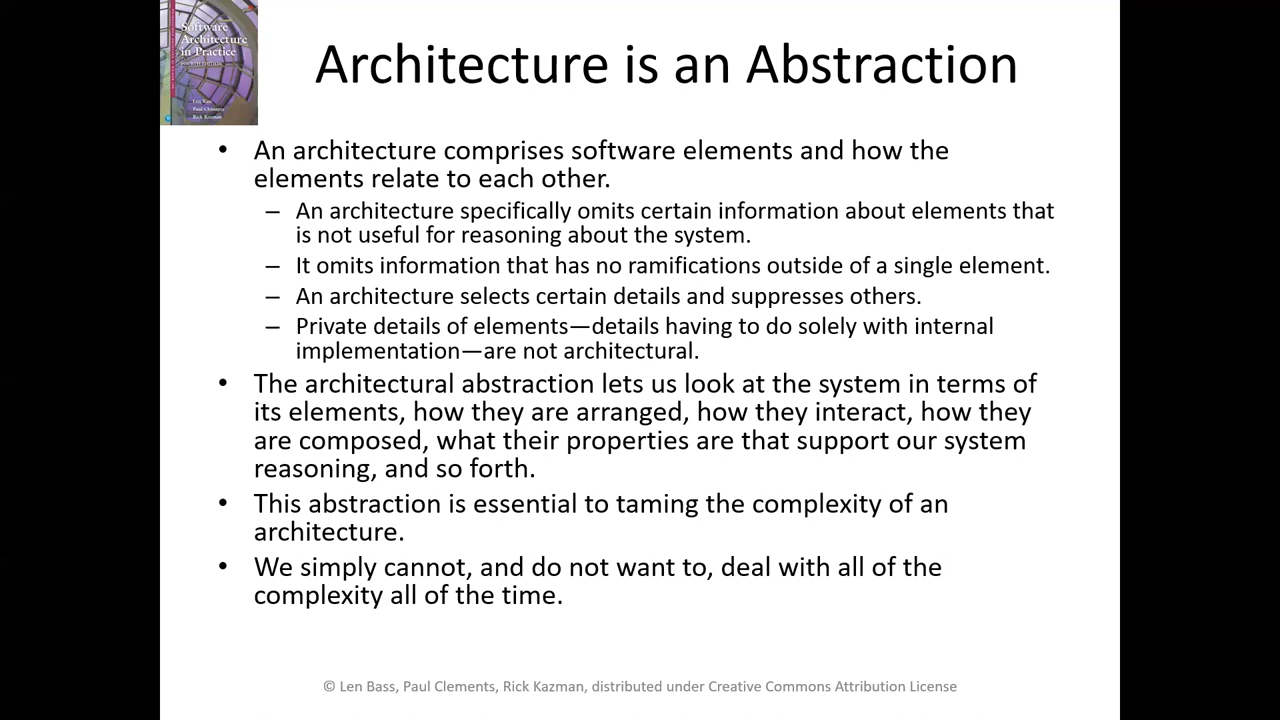 Software
Architecture
in Practice
Len Bass
Paul Clements
Rick Kazman
Architecture is an Abstraction
• An architecture comprises software elements and how the
elements relate to each other.
– An architecture specifically omits certain information about elements that
is not useful for reasoning about the system.
– It omits information that has no ramifications outside of a single element.
– An architecture selects certain details and suppresses others.
– Private details of elements—details having to do solely with internal
implementation—are not architectural.
• The architectural abstraction lets us look at the system in terms of
its elements, how they are arranged, how they interact, how they
are composed, what their properties are that support our system
reasoning, and so forth.
• This abstraction is essential to taming the complexity of an
architecture.
• We simply cannot, and do not want to, deal with all of the
complexity all of the time.
© Len Bass, Paul Clements, Rick Kazman, distributed under Creative Commons Attribution License